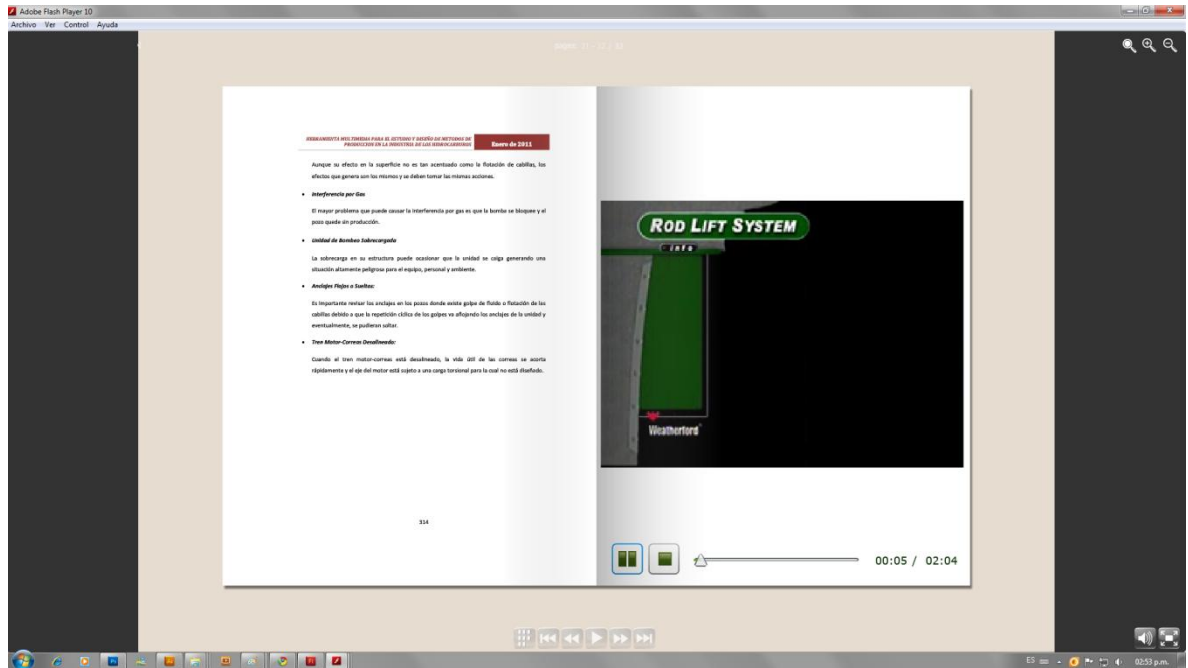 Adobe Flash Player 10
Archivo Ver Control Ayuda
HERRAMIENTA MULTIMEDIA PARA EL ESTUDIO Y DISEÑO DE METODOS DE
PRODUCCION EN LA INDUSTRIA DE LOS HIDROCARBUROS
Enero de 2011
Aunque su efecto en la superficie no es tan acentuado como la flotación de cabillas, los
efectos que genera son los mismos y se deben tomar las mismas acciones.
• Interferencia por Gas
El mayor problema que puede causar la interferencia por gas es que la bomba se bloquee y el
pozo quede sin producción.
• Unidad de Bombeo Sobrecargada
La sobrecarga en su estructura puede ocasionar que la unidad se caiga generando una
situación altamente peligrosa para el equipo, personal y ambiente.
• Anclajes Flojos o Sueltos:
Es importante revisar los anclajes en los pozos donde existe golpe de fluido o flotación de las
cabillas debido a que la repetición cíclica de los golpes va aflojando los anclajes de la unidad y
eventualmente, se pudieran soltar.
• Tren Motor-Correas Desalineado:
Cuando el tren motor-correas está desalineado, la vida útil de las correas se acorta
rápidamente y el eje del motor está sujeto a una carga torsional para la cual no está diseñado.
314
ROD LIFT SYSTEM
info
Weatherford
00:05 / 02:04
ES
02:53 p.m.